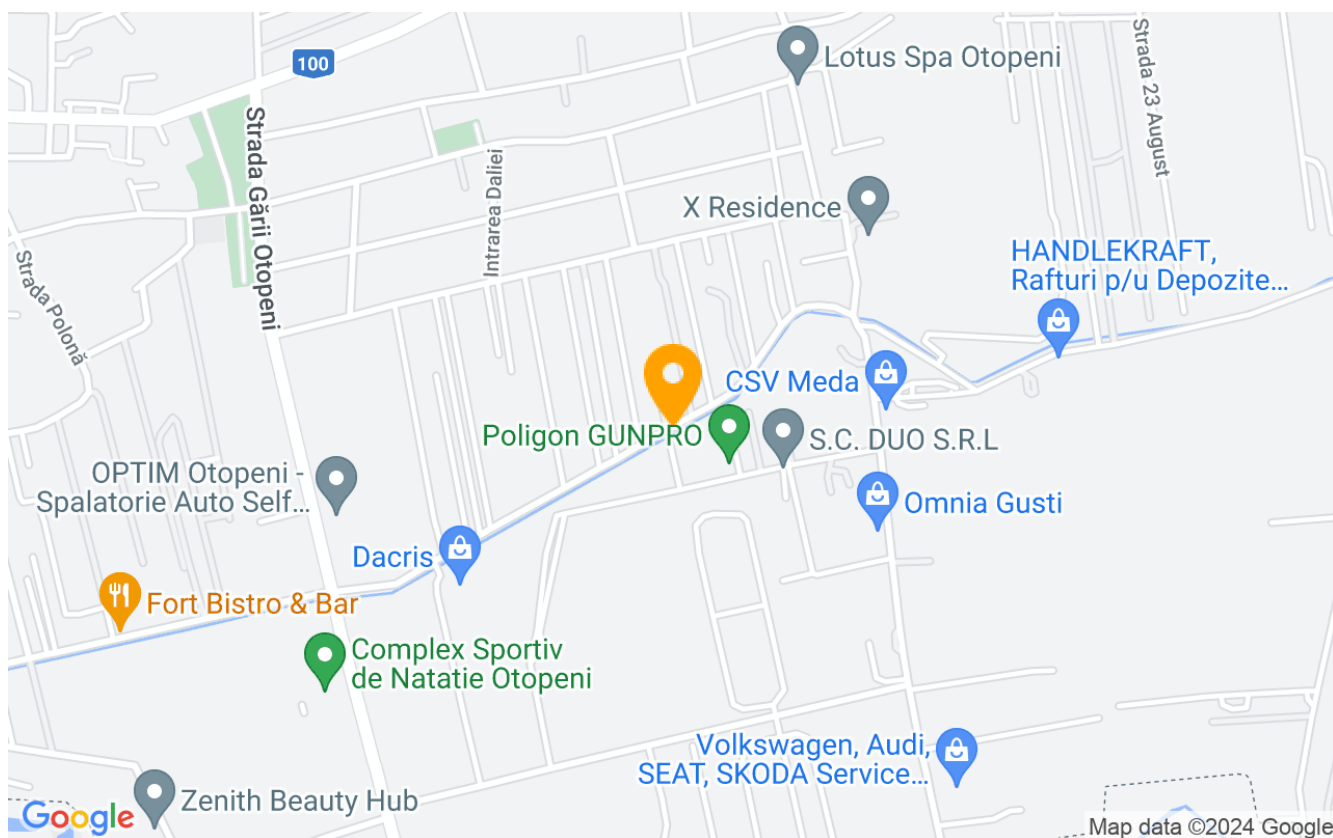 100
Lotus Spa Otopeni
Strada 23 August
Strada Gării Otopeni
Intrarea Daliei
X Residence
Strada Polonă
HANDLEKRAFT,
Rafturi p/u Depozite...
CSV Meda
Poligon GUNPRO
S.C. DUO S.R.L
OPTIM Otopeni -
Spalatorie Auto Self...
Omnia Gusti
Dacris
Fort Bistro & Bar
Complex Sportiv
de Natatie Otopeni
Volkswagen, Audi,
SEAT, SKODA Service...
Zenith Beauty Hub
Google
Map data ©2024 Google